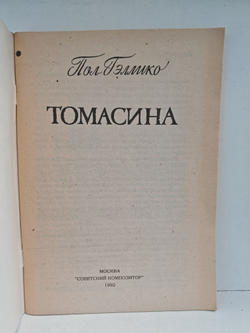 Пол Гэллико
ТОМАСИНА
МОСКВА
"СОВЕТСКИЙ КОМПОЗИТОР"
1992